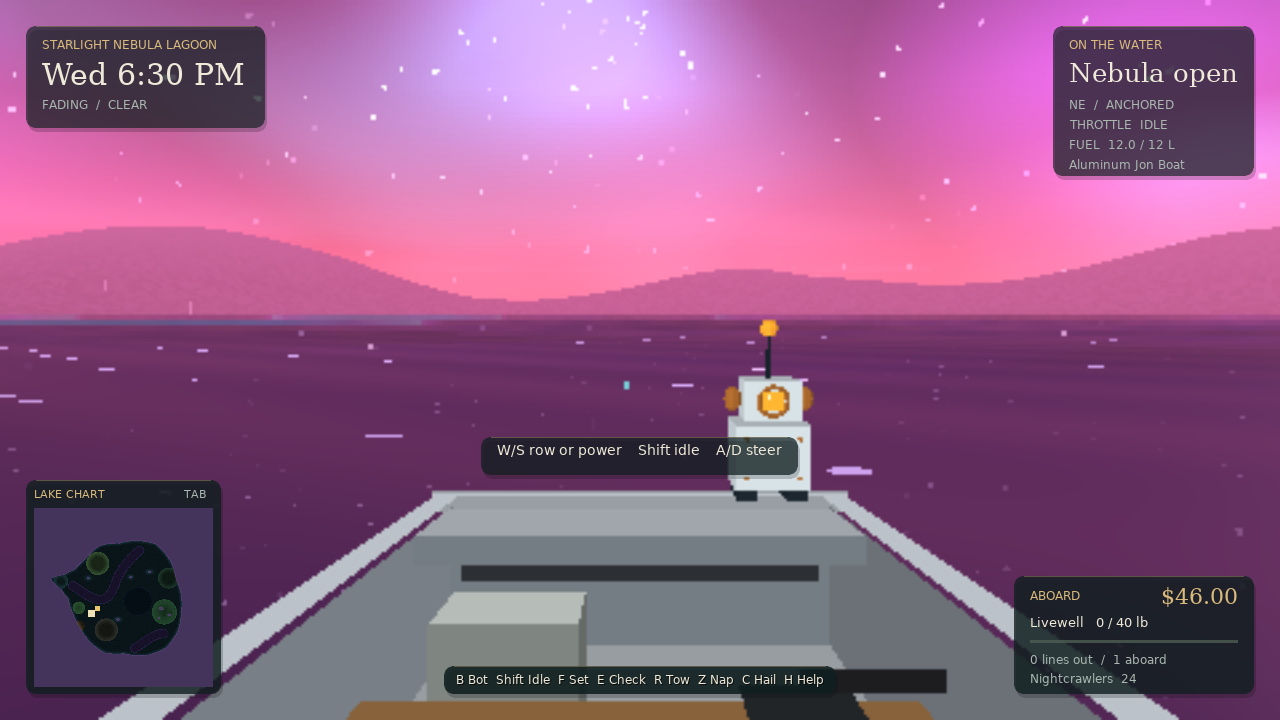 STARLIGHT NEBULA LAGOON
Wed 6:30 PM
FADING / CLEAR
ON THE WATER
Nebula open
NE / ANCHORED
THROTTLE IDLE
FUEL 12.0 / 12 L
Aluminum Jon Boat
W/S row or power Shift idle A/D steer
LAKE CHART TAB
ABOARD $46.00
Livewell 0 / 40 lb
0 lines out / 1 aboard
Nightcrawlers 24
B Bot Shift Idle F Set E Check R Tow Z Nap C Hail H Help